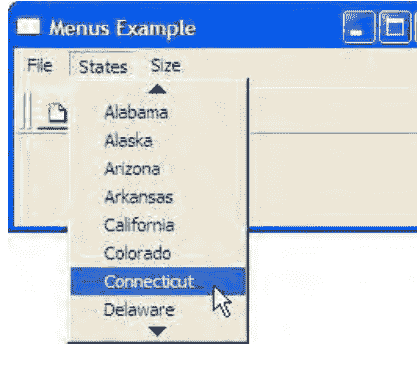 Menus Example
File States Size
Alabama
Alaska
Arizona
Arkansas
California
Colorado
Connecticut
Delaware